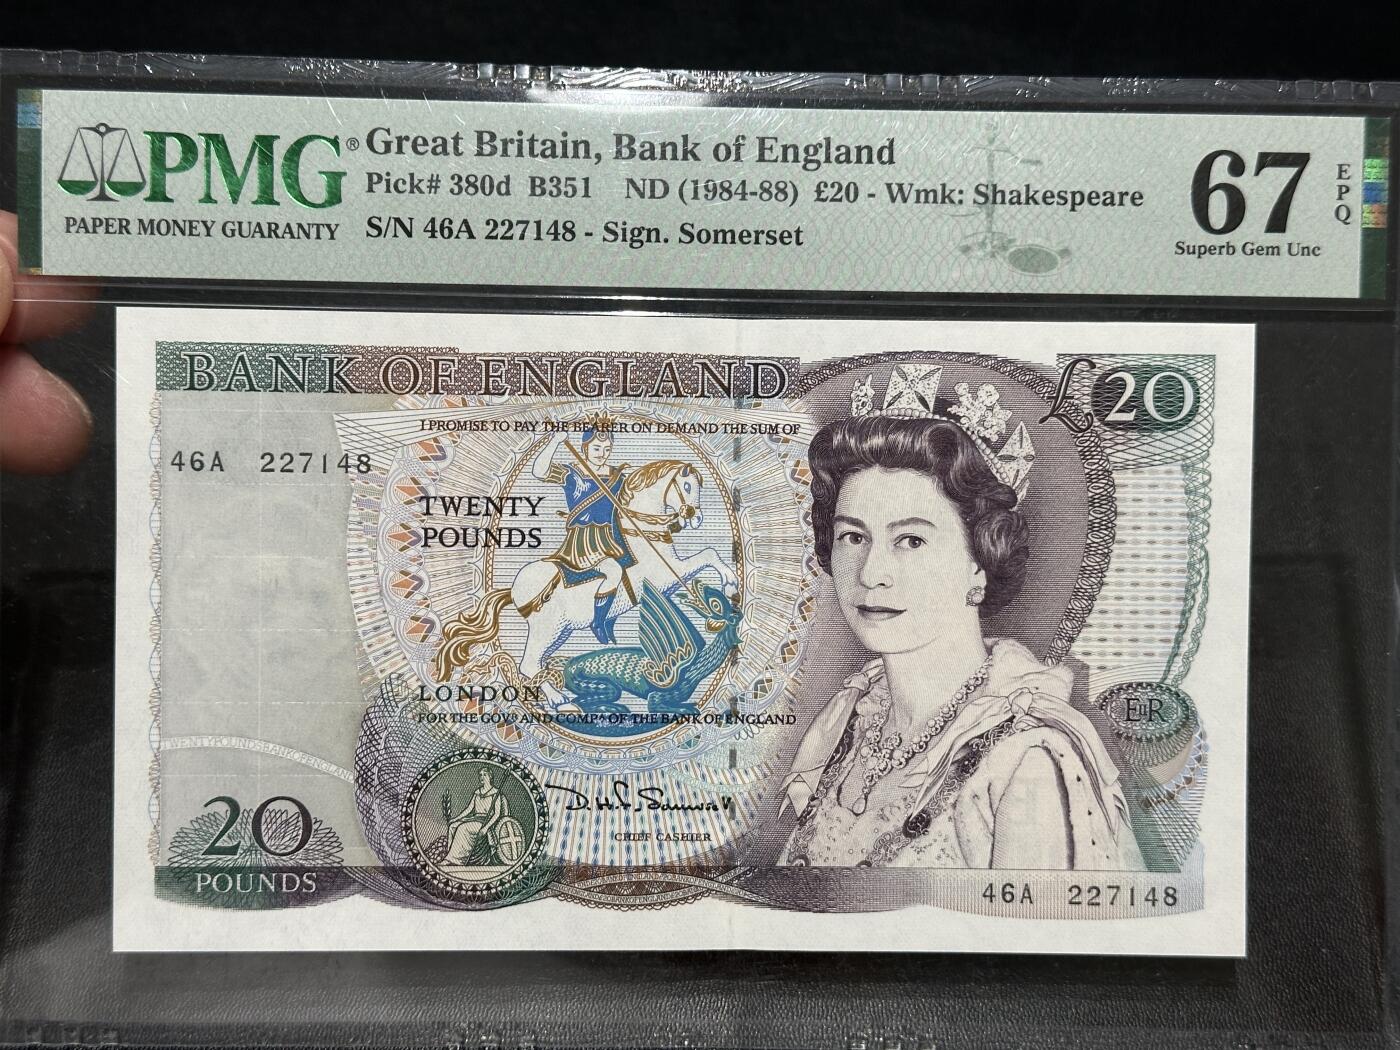 PMG®
PAPER MONEY GUARANTY
Great Britain, Bank of England
Pick# 380d B351 ND (1984-88) £20 - Wmk: Shakespeare
S/N 46A 227148 - Sign. Somerset
67
EPQ
Superb Gem Unc
BANK OF ENGLAND
£20
I PROMISE TO PAY THE BEARER ON DEMAND THE SUM OF
46A 227148
TWENTY
POUNDS
LONDON
FOR THE GOVR AND COMPA OF THE BANK OF ENGLAND
EIIR
TWENTYPOUNDSBANKOFENGLAND
D.H.F. Somerset
CHIEF CASHIER
20
POUNDS
46A 227148